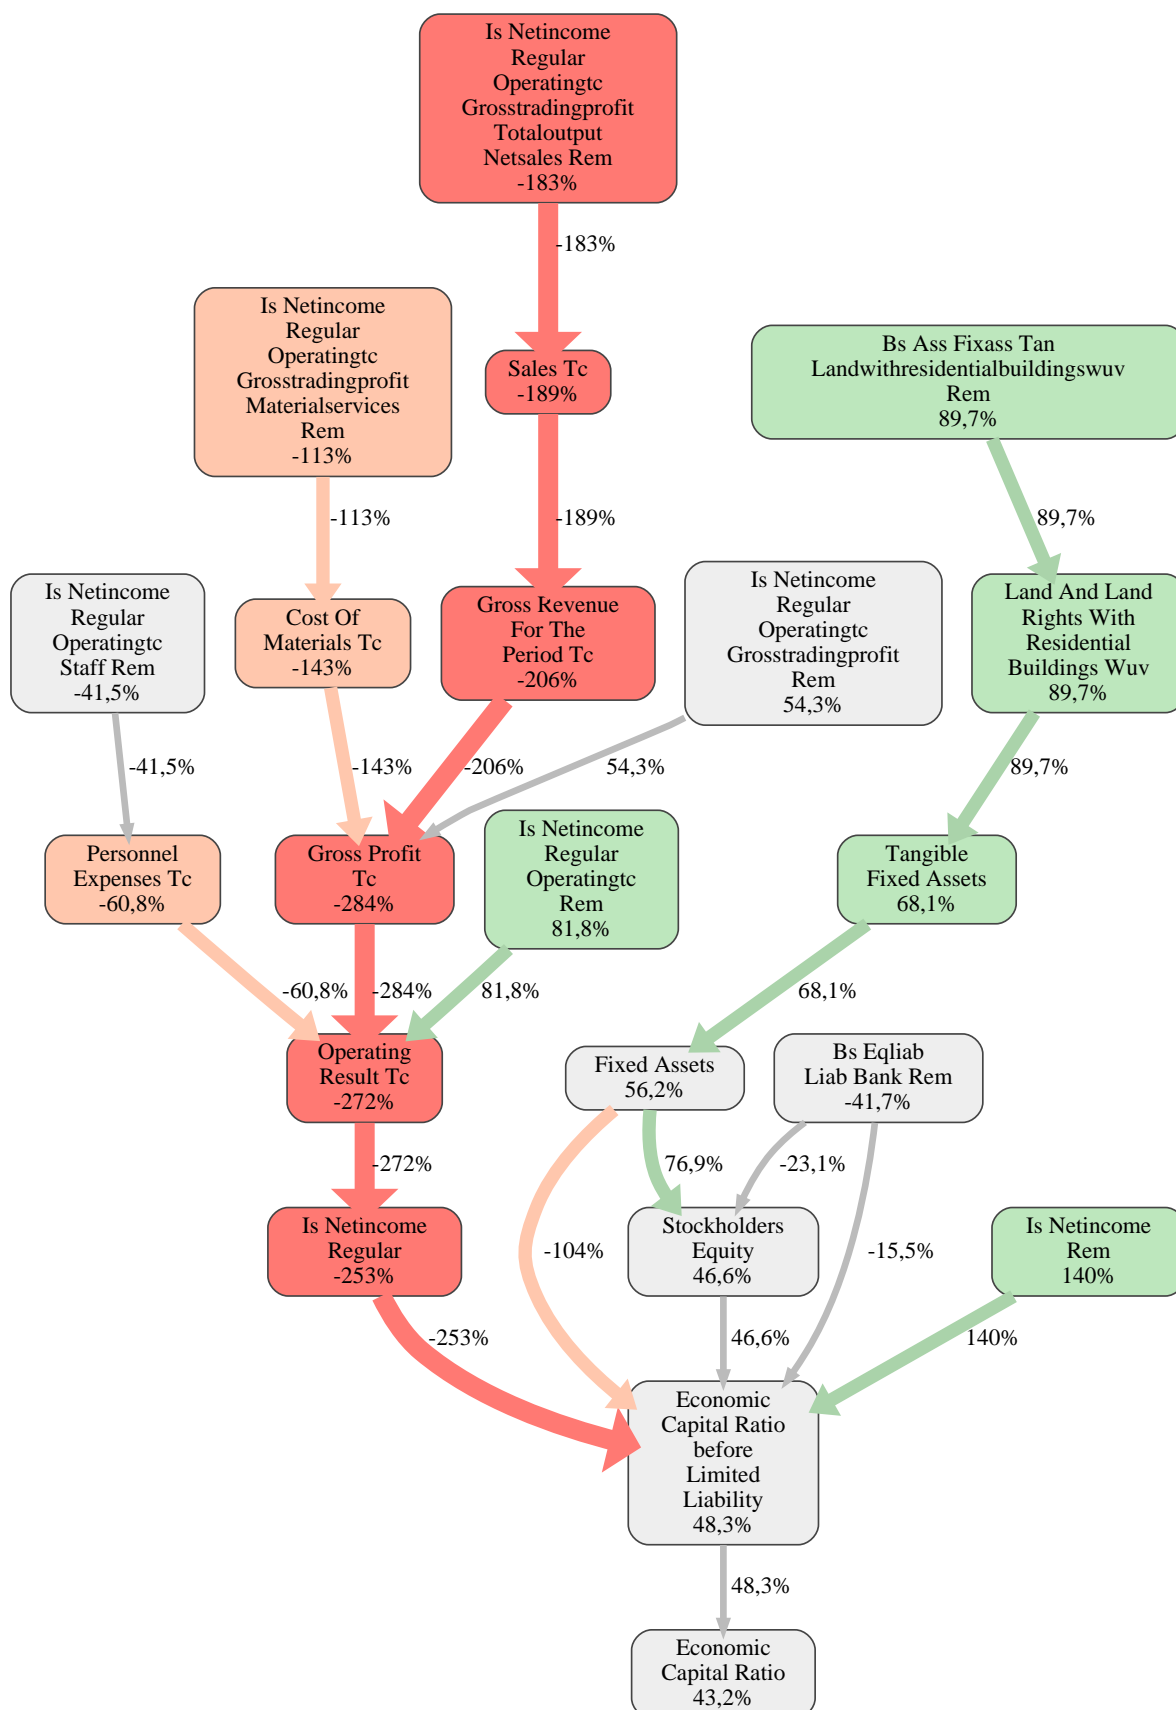 Is Netincome
Regular
Operatingtc
Grosstradingprofit
Totaloutput
Netsales Rem
-183%
-183%
Is Netincome
Regular
Operatingtc
Grosstradingprofit
Materialservices
Rem
-113%
Sales Tc
-189%
Bs Ass Fixass Tan
Landwithresidentialbuildingswuv
Rem
89,7%
-113%
-189%
89,7%
Is Netincome
Regular
Operatingtc
Staff Rem
-41,5%
Cost Of
Materials Tc
-143%
Gross Revenue
For The
Period Tc
-206%
Is Netincome
Regular
Operatingtc
Grosstradingprofit
Rem
54,3%
Land And Land
Rights With
Residential
Buildings Wuv
89,7%
-41,5%
-143%
-206%
54,3%
89,7%
Personnel
Expenses Tc
-60,8%
Gross Profit
Tc
-284%
Is Netincome
Regular
Operatingtc
Rem
81,8%
Tangible
Fixed Assets
68,1%
-60,8%
-284%
81,8%
68,1%
Operating
Result Tc
-272%
Fixed Assets
56,2%
Bs Eqliab
Liab Bank Rem
-41,7%
-272%
76,9%
-23,1%
Is Netincome
Regular
-253%
-104%
Stockholders
Equity
46,6%
-15,5%
Is Netincome
Rem
140%
-253%
46,6%
140%
Economic
Capital Ratio
before
Limited
Liability
48,3%
48,3%
Economic
Capital Ratio
43,2%